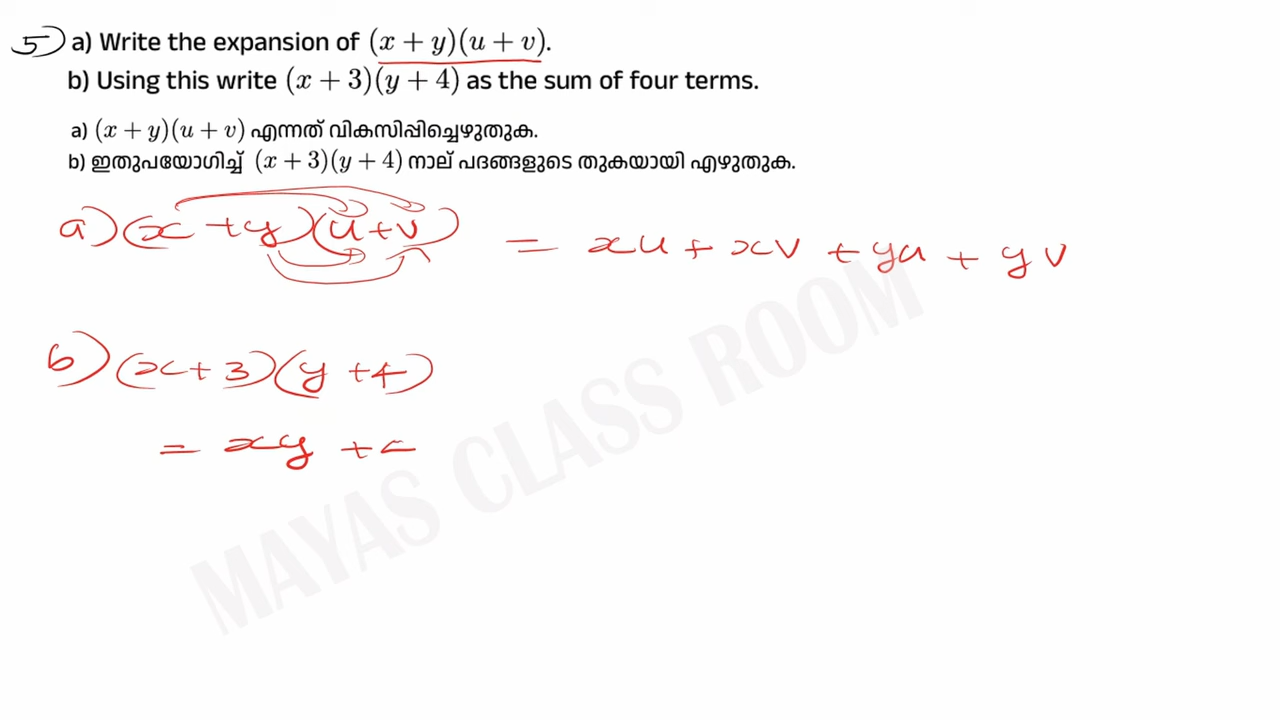 5) a) Write the expansion of (x + y)(u + v).
b) Using this write (x + 3)(y + 4) as the sum of four terms.
a) (x + y)(u + v) എന്നത് വികസിപ്പിച്ചെഴുതുക.
b) ഇതുപയോഗിച്ച് (x + 3)(y + 4) നാല് പദങ്ങളുടെ തുകയായി എഴുതുക.
a) (x + y)(u + v) = xu + xv + yu + yv
b) (x + 3)(y + 4)
= xy +
MAYAS CLASS ROOM